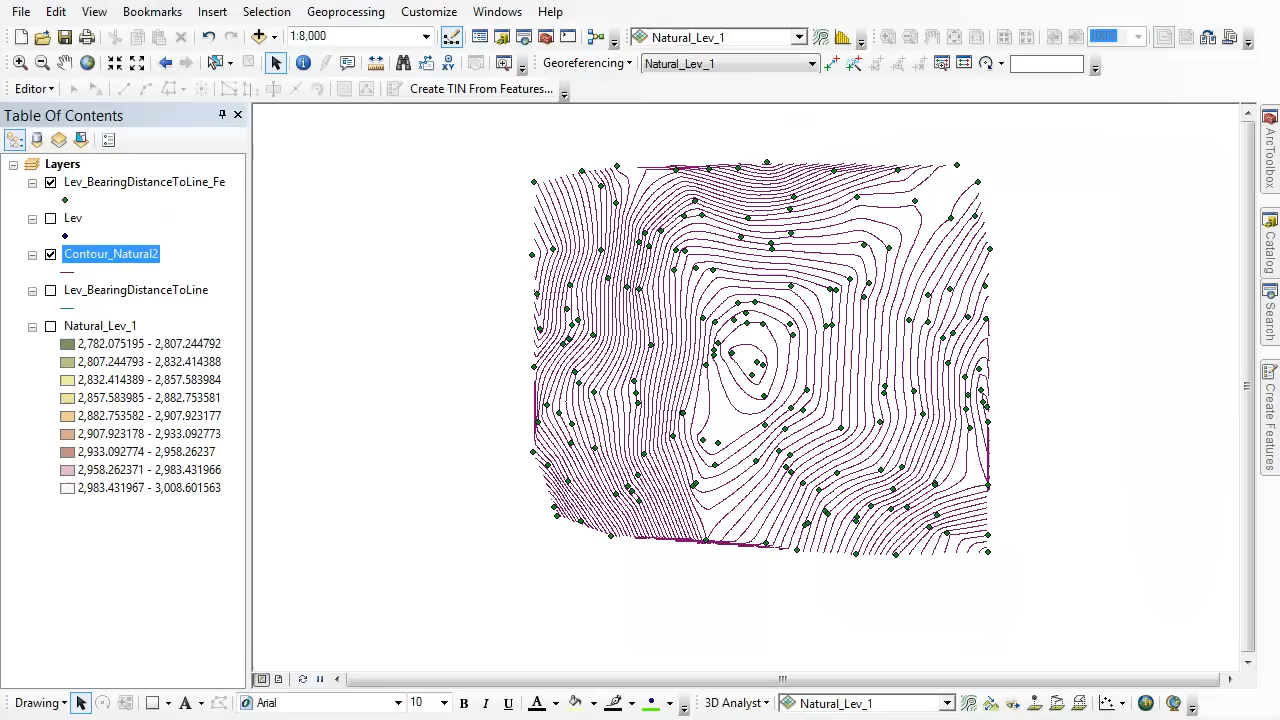 File Edit View Bookmarks Insert Selection Geoprocessing Customize Windows Help
1:8,000
Natural_Lev_1
Georeferencing
Natural_Lev_1
Editor
Create TIN From Features...
Table Of Contents
Layers
Lev_BearingDistanceToLine_Fe
Lev
Contour_Natural2
Lev_BearingDistanceToLine
Natural_Lev_1
2,782.075195 - 2,807.244792
2,807.244793 - 2,832.414388
2,832.414389 - 2,857.583984
2,857.583985 - 2,882.753581
2,882.753582 - 2,907.923177
2,907.923178 - 2,933.092773
2,933.092774 - 2,958.26237
2,958.262371 - 2,983.431966
2,983.431967 - 3,008.601563
ArcToolbox
Catalog
Search
Create Features
Drawing
A
Arial
10
B I U A
3D Analyst
Natural_Lev_1